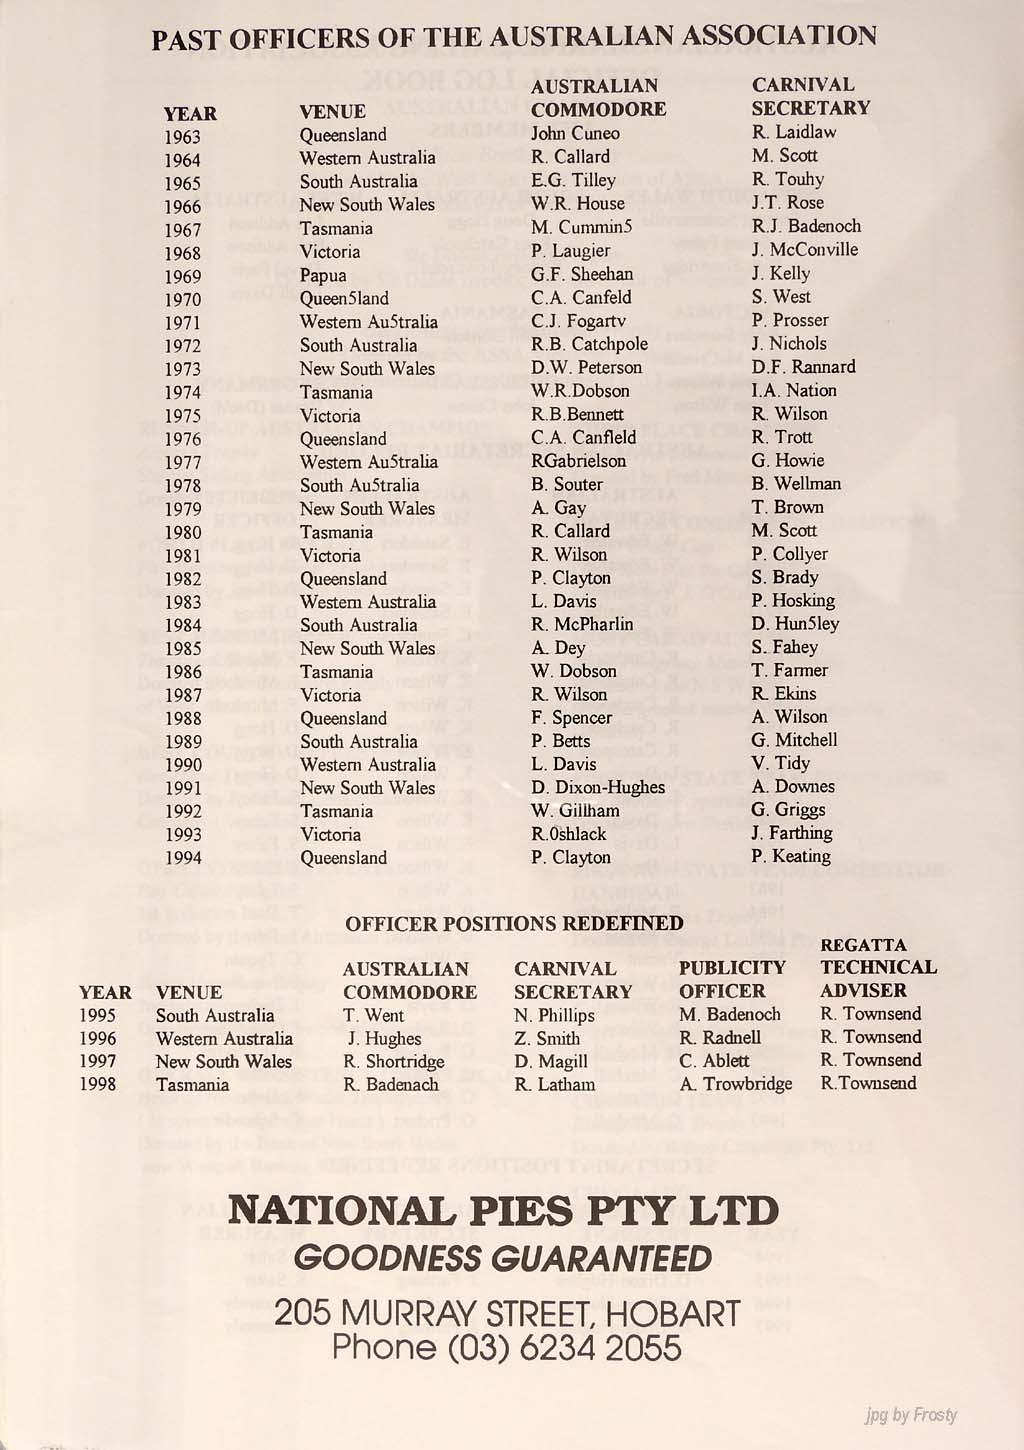 PAST OFFICERS OF THE AUSTRALIAN ASSOCIATION
AUSTRALIAN CARNIVAL
YEAR VENUE COMMODORE SECRETARY
1963 Queensland John Cuneo R. Laidlaw
1964 Western Australia R. Callard M. Scott
1965 South Australia E.G. Tilley R. Touhy
1966 New South Wales W.R. House J.T. Rose
1967 Tasmania M. Cummin5 R.J. Badenoch
1968 Victoria P. Laugier J. McConville
1969 Papua G.F. Sheehan J. Kelly
1970 Queen5land C.A. Canfeld S. West
1971 Western Au5tralia C.J. Fogartv P. Prosser
1972 South Australia R.B. Catchpole J. Nichols
1973 New South Wales D.W. Peterson D.F. Rannard
1974 Tasmania W.R.Dobson I.A. Nation
1975 Victoria R.B.Bennett R. Wilson
1976 Queensland C.A. Canfleld R. Trott
1977 Western Au5tralia RGabrielson G. Howie
1978 South Au5tralia B. Souter B. Wellman
1979 New South Wales A. Gay T. Brown
1980 Tasmania R. Callard M. Scott
1981 Victoria R. Wilson P. Collyer
1982 Queensland P. Clayton S. Brady
1983 Western Australia L. Davis P. Hosking
1984 South Australia R. McPharlin D. Hun5ley
1985 New South Wales A. Dey S. Fahey
1986 Tasmania W. Dobson T. Farmer
1987 Victoria R. Wilson R. Ekins
1988 Queensland F. Spencer A. Wilson
1989 South Australia P. Betts G. Mitchell
1990 Western Australia L. Davis V. Tidy
1991 New South Wales D. Dixon-Hughes A. Downes
1992 Tasmania W. Gillham G. Griggs
1993 Victoria R.0shlack J. Farthing
1994 Queensland P. Clayton P. Keating
OFFICER POSITIONS REDEFINED
REGATTA
AUSTRALIAN CARNIVAL PUBLICITY TECHNICAL
YEAR VENUE COMMODORE SECRETARY OFFICER ADVISER
1995 South Australia T. Went N. Phillips M. Badenoch R. Townsend
1996 Western Australia J. Hughes Z. Smith R. Radnell R. Townsend
1997 New South Wales R. Shortridge D. Magill C. Ablett R. Townsend
1998 Tasmania R. Badenach R. Latham A. Trowbridge R.Townsend
NATIONAL PIES PTY LTD
GOODNESS GUARANTEED
205 MURRAY STREET, HOBART
Phone (03) 6234 2055
jpg by Frosty